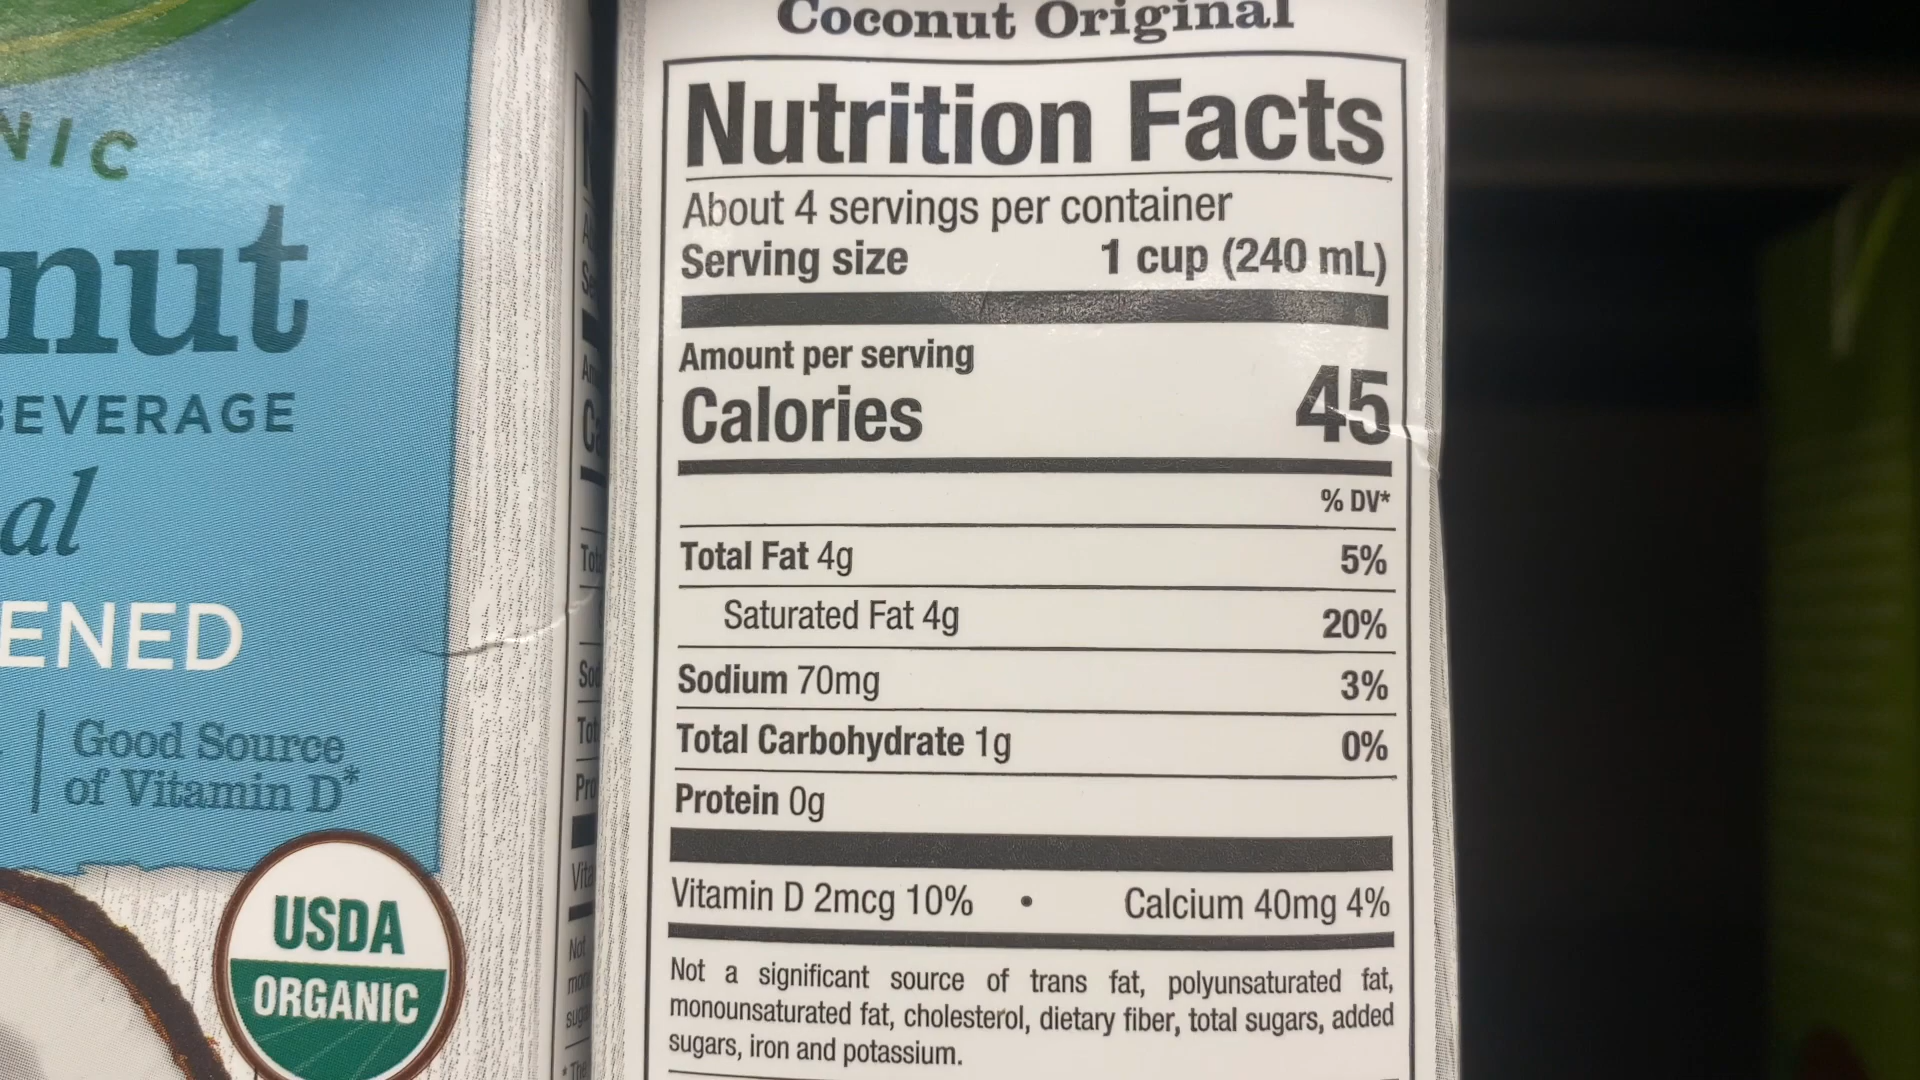 NIC
nut
BEVERAGE
al
ENED
Good Source
of Vitamin D*
USDA
ORGANIC
Coconut Original
Nutrition Facts
About 4 servings per container
Serving size 1 cup (240 mL)
Amount per serving
Calories 45
% DV*
Total Fat 4g 5%
Saturated Fat 4g 20%
Sodium 70mg 3%
Total Carbohydrate 1g 0%
Protein 0g
Vitamin D 2mcg 10% • Calcium 40mg 4%
Not a significant source of trans fat, polyunsaturated fat,
monounsaturated fat, cholesterol, dietary fiber, total sugars, added
sugars, iron and potassium.